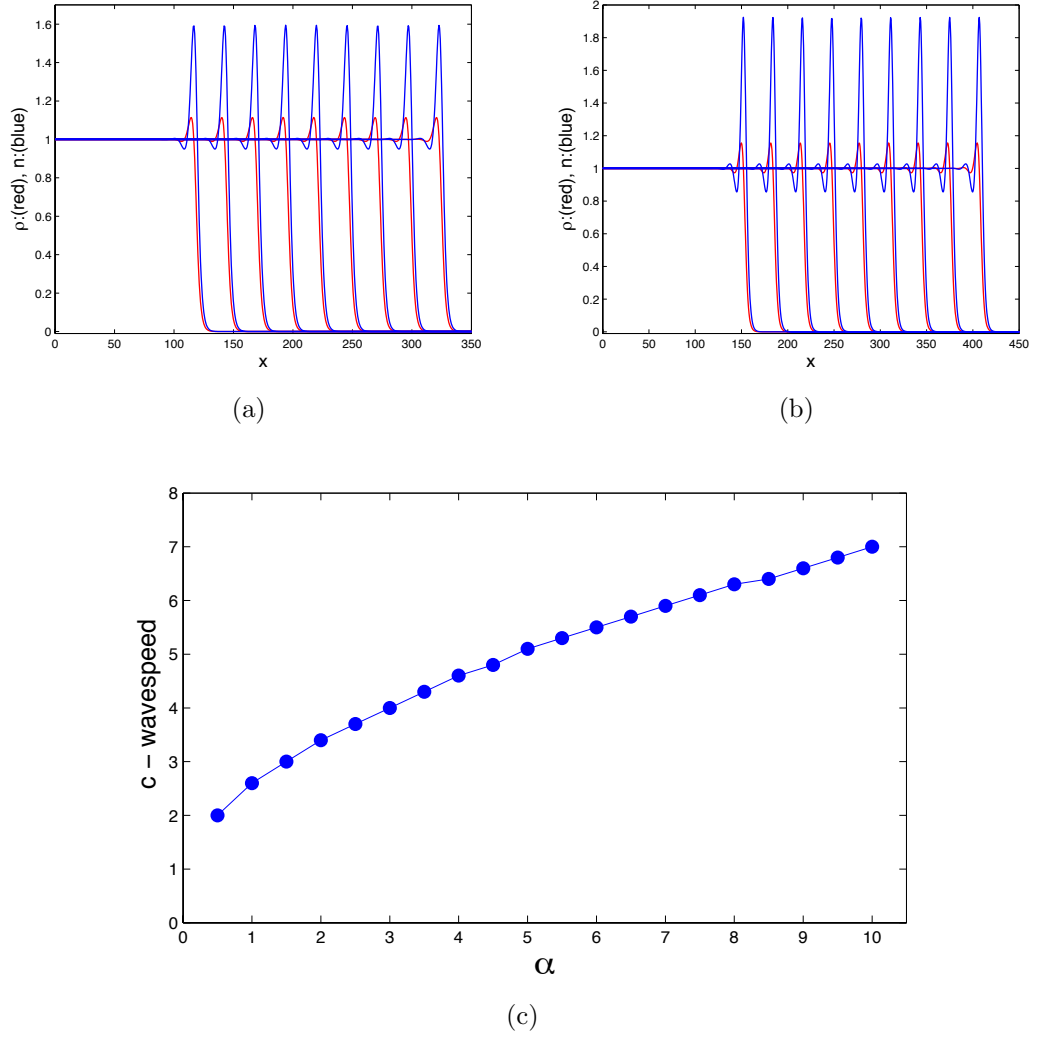 1.6
1.4
1.2
1
0.8
0.6
0.4
0.2
0
ρ:(red), n:(blue)
0 50 100 150 200 250 300 350
x
(a)
2
1.8
1.6
1.4
1.2
1
0.8
0.6
0.4
0.2
0
ρ:(red), n:(blue)
0 50 100 150 200 250 300 350 400 450
x
(b)
8
7
6
5
4
3
2
1
0
c – wavespeed
0 1 2 3 4 5 6 7 8 9 10
α
(c)